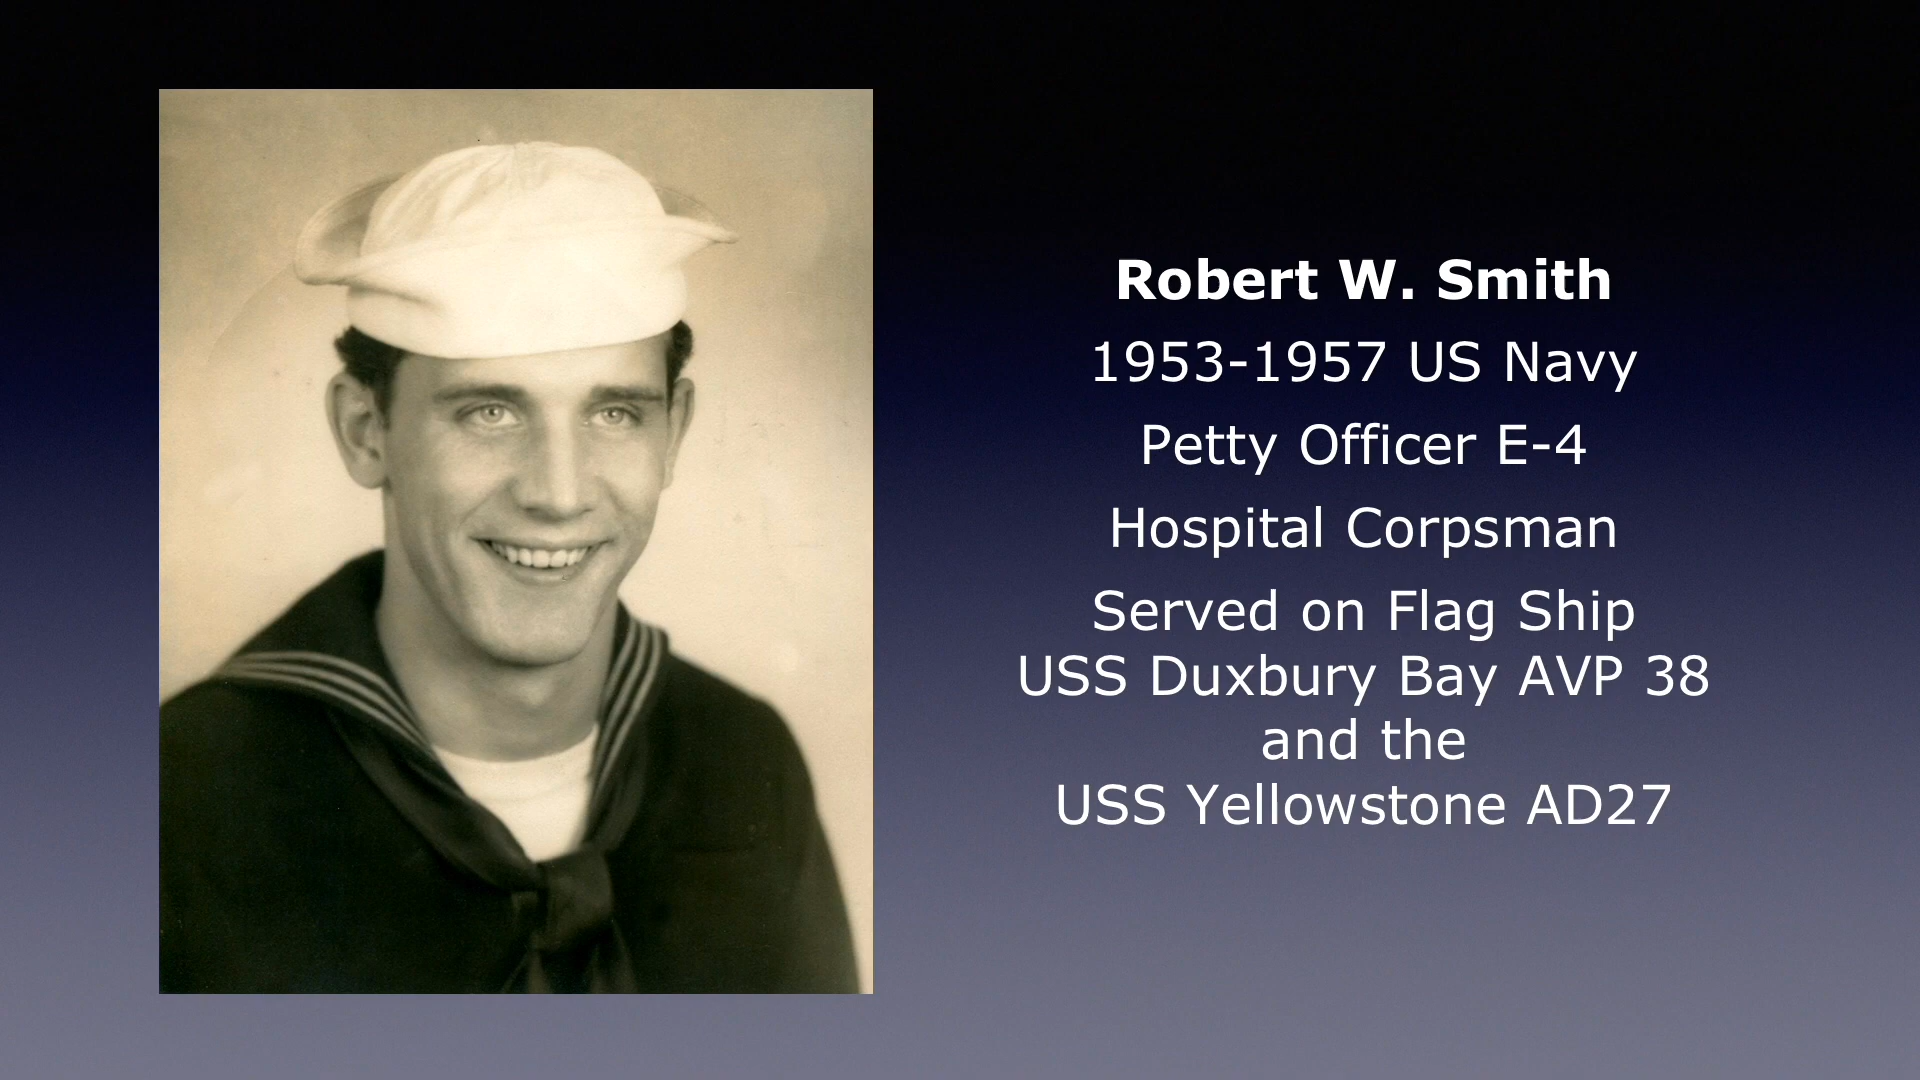 Robert W. Smith
1953-1957 US Navy
Petty Officer E-4
Hospital Corpsman
Served on Flag Ship
USS Duxbury Bay AVP 38
and the
USS Yellowstone AD27